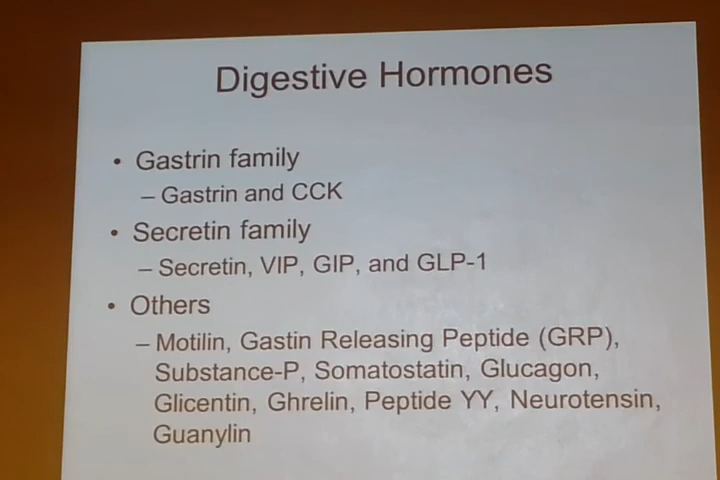 Digestive Hormones
• Gastrin family
– Gastrin and CCK
• Secretin family
– Secretin, VIP, GIP, and GLP-1
• Others
– Motilin, Gastin Releasing Peptide (GRP),
Substance-P, Somatostatin, Glucagon,
Glicentin, Ghrelin, Peptide YY, Neurotensin,
Guanylin